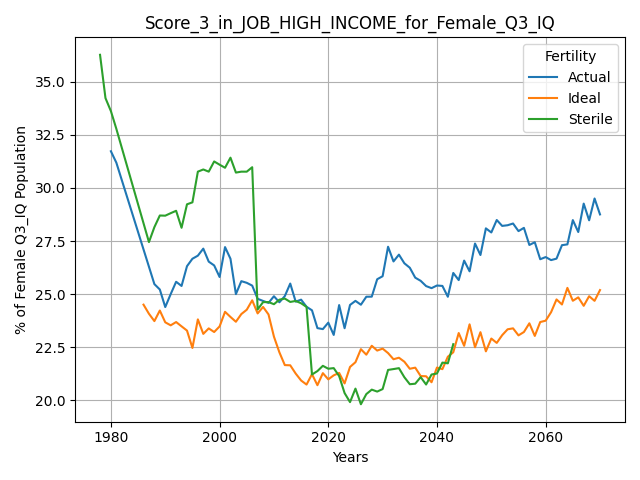 Score_3_in_JOB_HIGH_INCOME_for_Female_Q3_IQ
% of Female Q3_IQ Population
35.0
32.5
30.0
27.5
25.0
22.5
20.0
Fertility
Actual
Ideal
Sterile
1980
2000
2020
2040
2060
Years